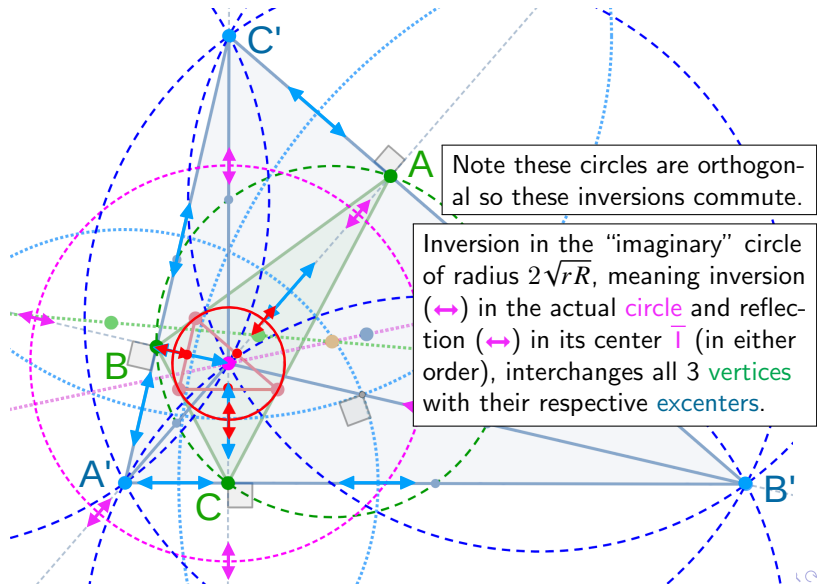 C'
A
Note these circles are orthogon-
al so these inversions commute.
Inversion in the “imaginary” circle
of radius 2√rR, meaning inversion
(↔) in the actual circle and reflec-
tion (↔) in its center I̅ (in either
order), interchanges all 3 vertices
with their respective excenters.
B
A'
C
B'